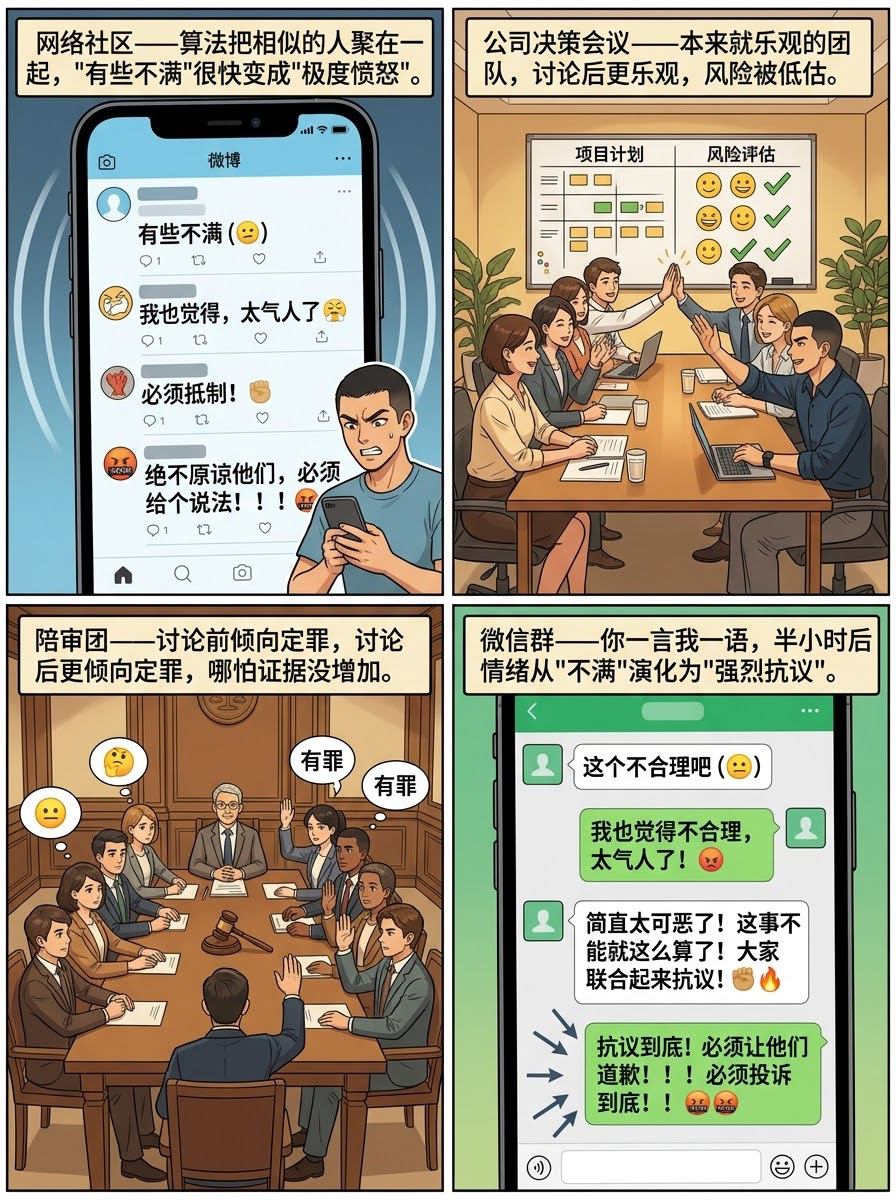 网络社区——算法把相似的人聚在一
起，"有些不满"很快变成"极度愤怒"。
微博
有些不满 (😕)
1
我也觉得，太气人了😤
1
必须抵制！✊
1
绝不原谅他们，必须
给个说法！！！🤬
1
公司决策会议——本来就乐观的团
队，讨论后更乐观，风险被低估。
项目计划
风险评估
陪审团——讨论前倾向定罪，讨论
后更倾向定罪，哪怕证据没增加。
有罪
有罪
微信群——你一言我一语，半小时后
情绪从"不满"演化为"强烈抗议"。
这个不合理吧 (😐)
我也觉得不合理，
太气人了！😡
简直太可恶了！这事不
能就这么算了！大家
联合起来抗议！✊🔥
抗议到底！必须让他们
道歉！！！必须投诉
到底！！🤬🤬